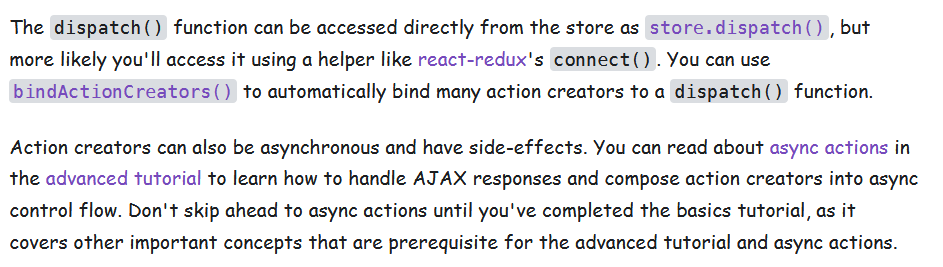 The dispatch() function can be accessed directly from the store as store.dispatch(), but
more likely you'll access it using a helper like react-redux's connect(). You can use
bindActionCreators() to automatically bind many action creators to a dispatch() function.
Action creators can also be asynchronous and have side-effects. You can read about async actions in
the advanced tutorial to learn how to handle AJAX responses and compose action creators into async
control flow. Don't skip ahead to async actions until you've completed the basics tutorial, as it
covers other important concepts that are prerequisite for the advanced tutorial and async actions.